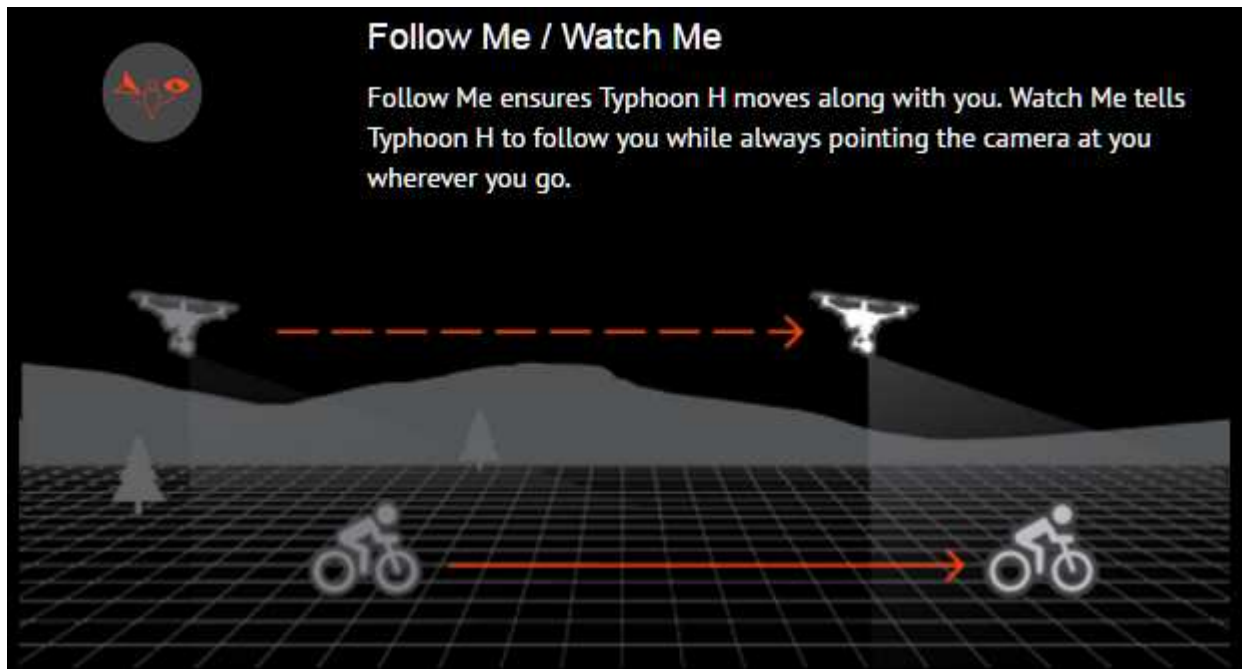 Follow Me / Watch Me
Follow Me ensures Typhoon H moves along with you. Watch Me tells
Typhoon H to follow you while always pointing the camera at you
wherever you go.